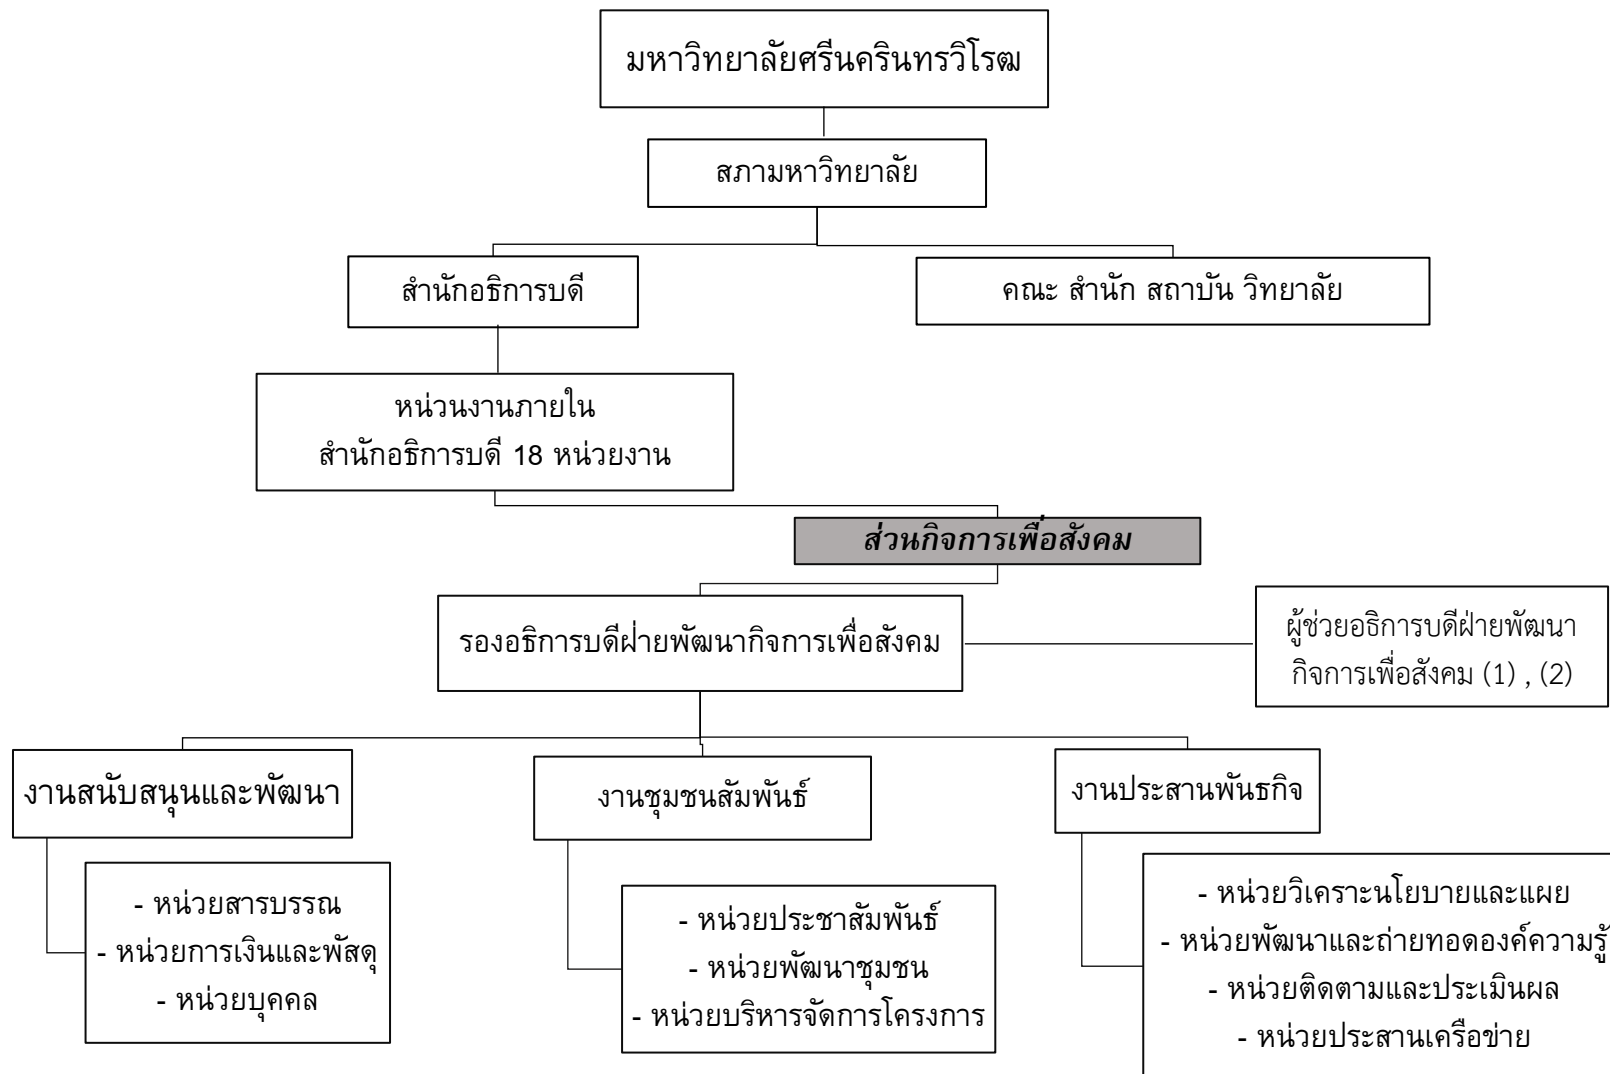 มหาวิทยาลัยศรีนครินทรวิโรฒ
สภามหาวิทยาลัย
สำนักอธิการบดี
คณะ สำนัก สถาบัน วิทยาลัย
หน่วนงานภายใน
สำนักอธิการบดี 18 หน่วยงาน
ส่วนกิจการเพื่อสังคม
รองอธิการบดีฝ่ายพัฒนากิจการเพื่อสังคม
ผู้ช่วยอธิการบดีฝ่ายพัฒนา
กิจการเพื่อสังคม (1) , (2)
งานสนับสนุนและพัฒนา
- หน่วยสารบรรณ
- หน่วยการเงินและพัสดุ
- หน่วยบุคคล
งานชุมชนสัมพันธ์
- หน่วยประชาสัมพันธ์
- หน่วยพัฒนาชุมชน
- หน่วยบริหารจัดการโครงการ
งานประสานพันธกิจ
- หน่วยวิเคราะนโยบายและแผย
- หน่วยพัฒนาและถ่ายทอดองค์ความรู้
- หน่วยติดตามและประเมินผล
- หน่วยประสานเครือข่าย